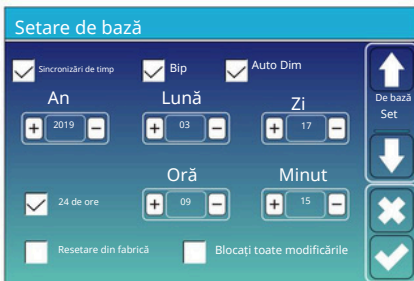 Setare de bază
Sincronizări de timp
Bip
Auto Dim
An
Lună
Zi
+ 2019 −
+ 03 −
+ 17 −
De bază
Set
Oră
Minut
24 de ore
+ 09 −
+ 15 −
Resetare din fabrică
Blocați toate modificările